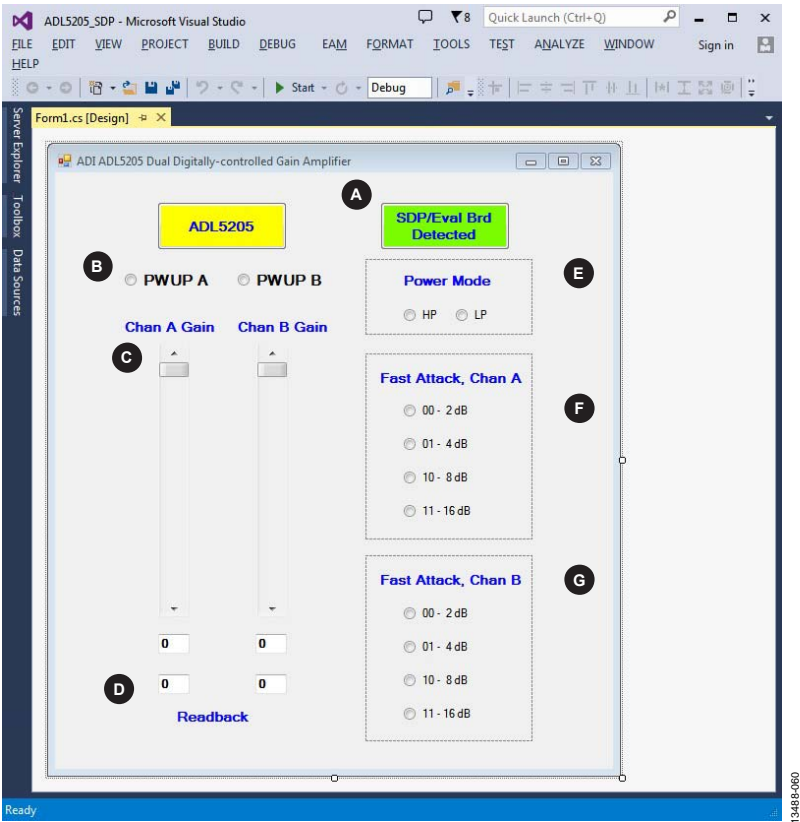 ADL5205_SDP - Microsoft Visual Studio
8
Quick Launch (Ctrl+Q)
FILE EDIT VIEW PROJECT BUILD DEBUG EAM FORMAT TOOLS TEST ANALYZE WINDOW Sign in
HELP
Start
Debug
Form1.cs [Design]
Server Explorer
Toolbox
Data Sources
ADI ADL5205 Dual Digitally-controlled Gain Amplifier
A
ADL5205
SDP/Eval Brd
Detected
B
PWUP A
PWUP B
E
Power Mode
HP
LP
Chan A Gain
Chan B Gain
C
F
Fast Attack, Chan A
00 - 2 dB
01 - 4 dB
10 - 8 dB
11 - 16 dB
G
Fast Attack, Chan B
00 - 2 dB
01 - 4 dB
10 - 8 dB
11 - 16 dB
0
0
D
0
0
Readback
Ready
13488-060